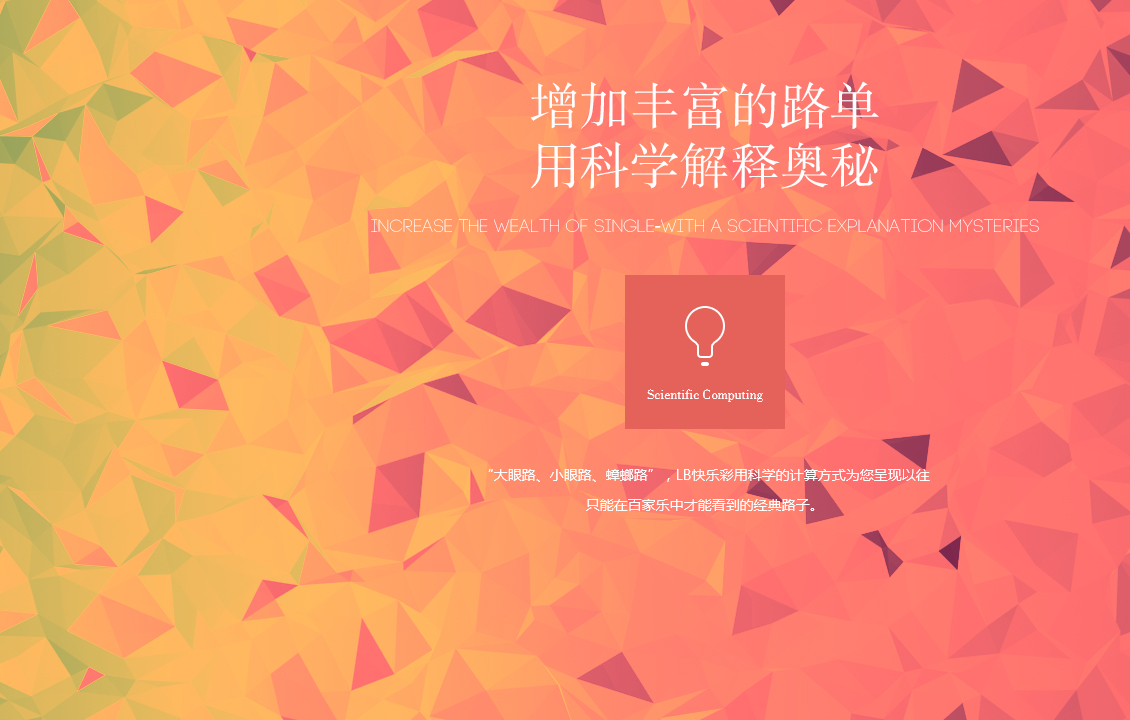 增加丰富的路单
用科学解释奥秘
INCREASE THE WEALTH OF SINGLE-WITH A SCIENTIFIC EXPLANATION MYSTERIES
Scientific Computing
“大眼路、小眼路、蟑螂路”，LB快乐彩用科学的计算方式为您呈现以往
只能在百家乐中才能看到的经典路子。